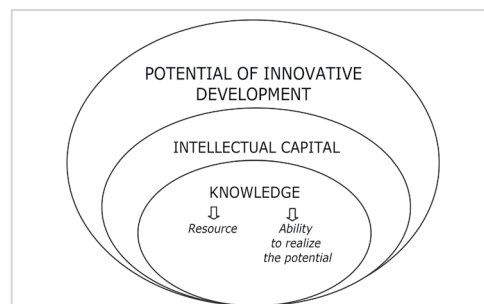 POTENTIAL OF INNOVATIVE
DEVELOPMENT
INTELLECTUAL CAPITAL
KNOWLEDGE
Resource
Ability
to realize
the potential